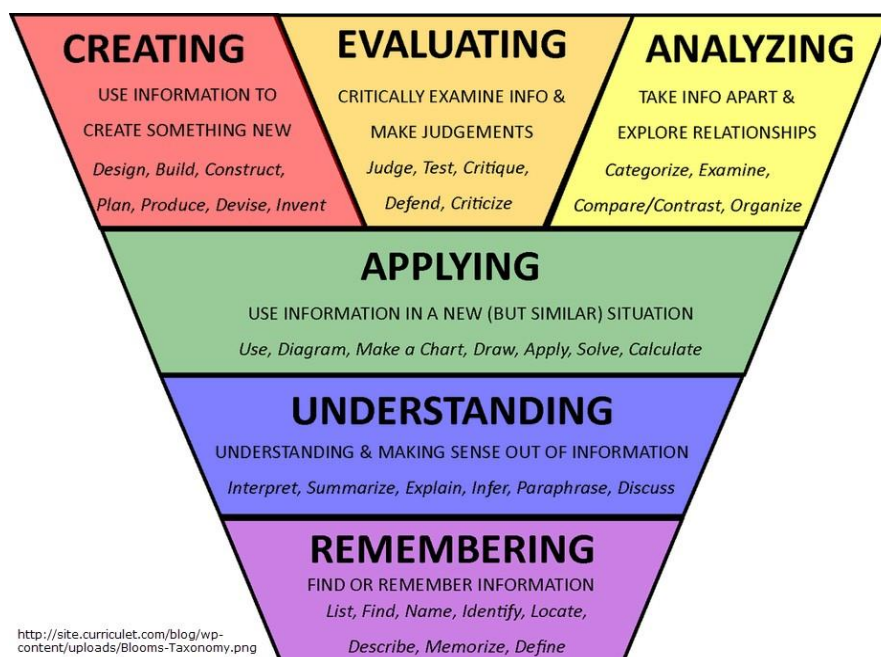 CREATING
USE INFORMATION TO
CREATE SOMETHING NEW
Design, Build, Construct,
Plan, Produce, Devise, Invent
EVALUATING
CRITICALLY EXAMINE INFO &
MAKE JUDGEMENTS
Judge, Test, Critique,
Defend, Criticize
ANALYZING
TAKE INFO APART &
EXPLORE RELATIONSHIPS
Categorize, Examine,
Compare/Contrast, Organize
APPLYING
USE INFORMATION IN A NEW (BUT SIMILAR) SITUATION
Use, Diagram, Make a Chart, Draw, Apply, Solve, Calculate
UNDERSTANDING
UNDERSTANDING & MAKING SENSE OUT OF INFORMATION
Interpret, Summarize, Explain, Infer, Paraphrase, Discuss
REMEMBERING
FIND OR REMEMBER INFORMATION
List, Find, Name, Identify, Locate,
Describe, Memorize, Define
http://site.curriculet.com/blog/wp-
content/uploads/Blooms-Taxonomy.png